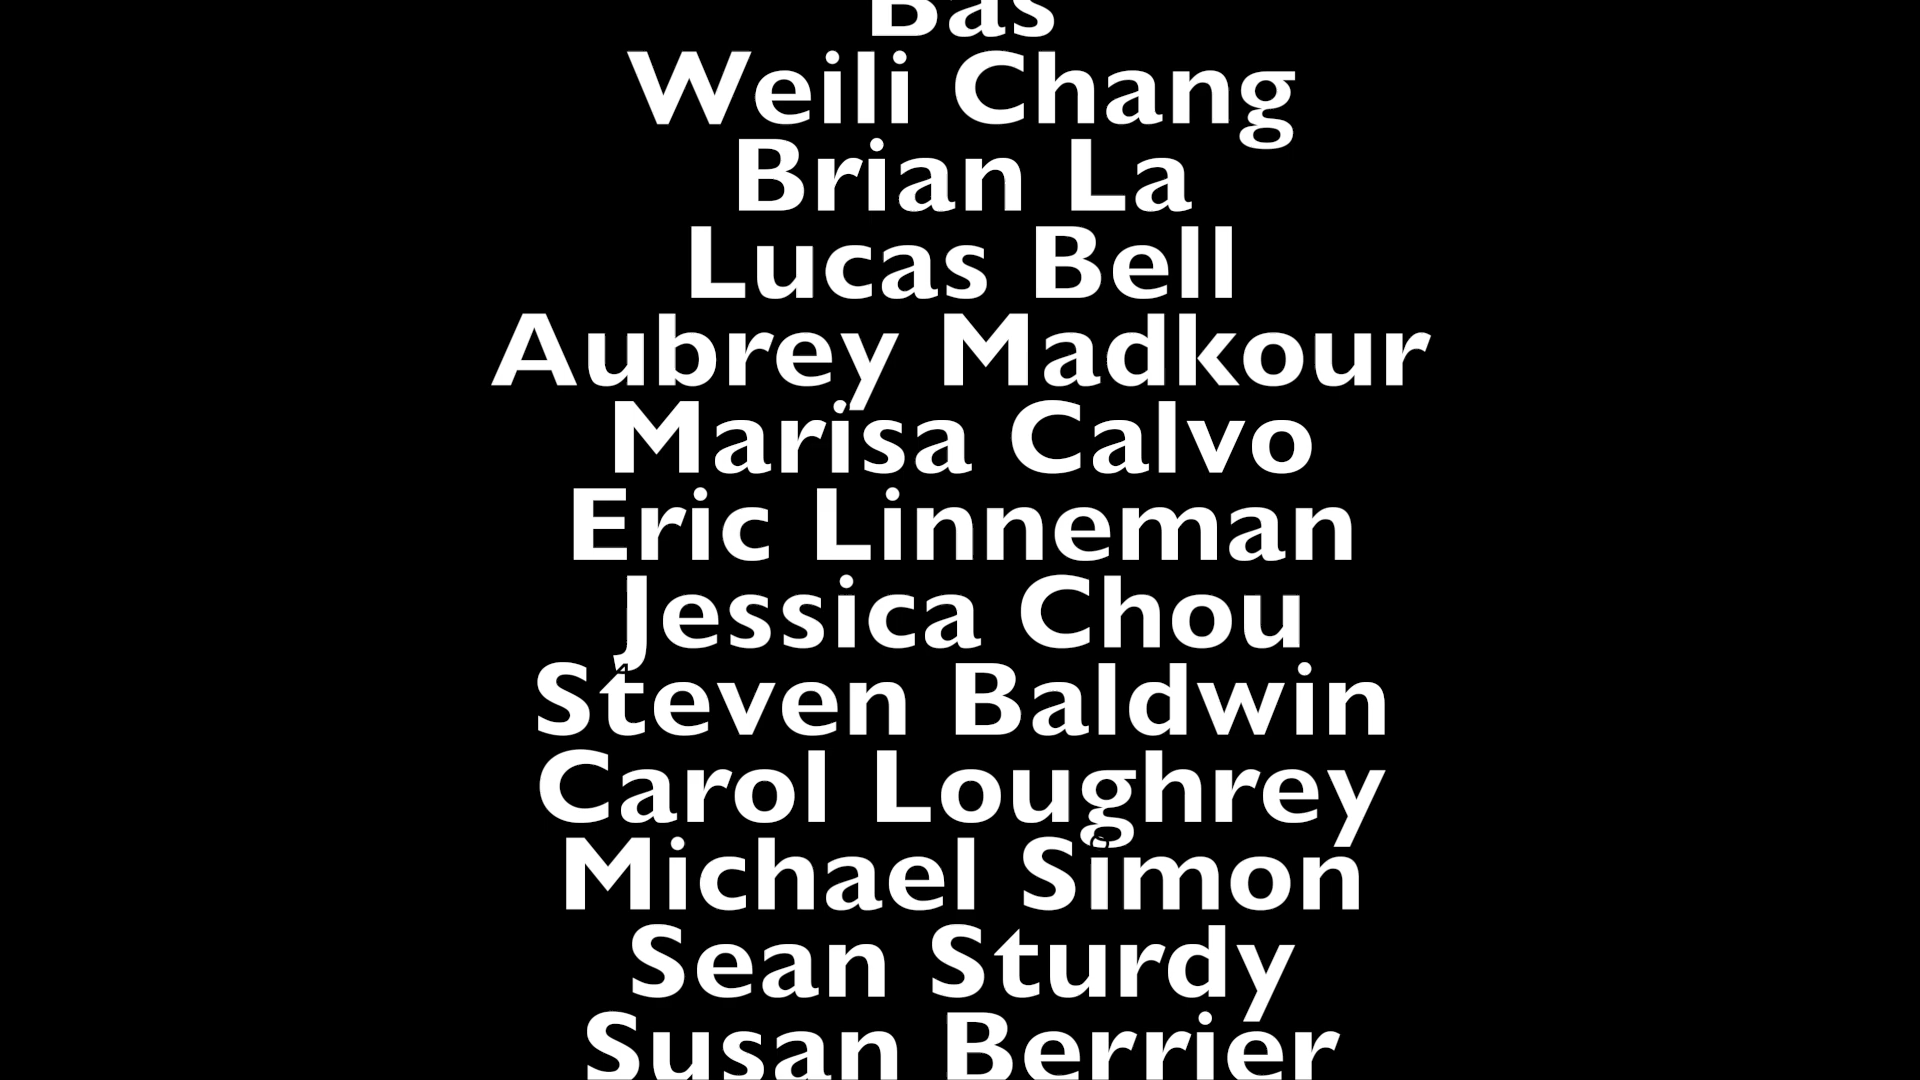 Bas
Weili Chang
Brian La
Lucas Bell
Aubrey Madkour
Marisa Calvo
Eric Linneman
Jessica Chou
Steven Baldwin
Carol Loughrey
Michael Simon
Sean Sturdy
Susan Berrier